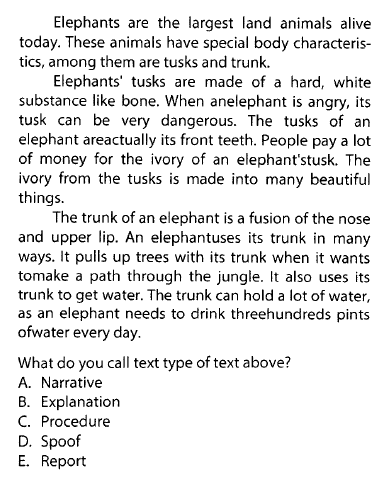 Elephants are the largest land animals alive
today. These animals have special body characteris-
tics, among them are tusks and trunk.
Elephants' tusks are made of a hard, white
substance like bone. When anelephant is angry, its
tusk can be very dangerous. The tusks of an
elephant areactually its front teeth. People pay a lot
of money for the ivory of an elephant'stusk. The
ivory from the tusks is made into many beautiful
things.
The trunk of an elephant is a fusion of the nose
and upper lip. An elephantuses its trunk in many
ways. It pulls up trees with its trunk when it wants
tomake a path through the jungle. It also uses its
trunk to get water. The trunk can hold a lot of water,
as an elephant needs to drink threehundreds pints
ofwater every day.
What do you call text type of text above?
A. Narrative
B. Explanation
C. Procedure
D. Spoof
E. Report